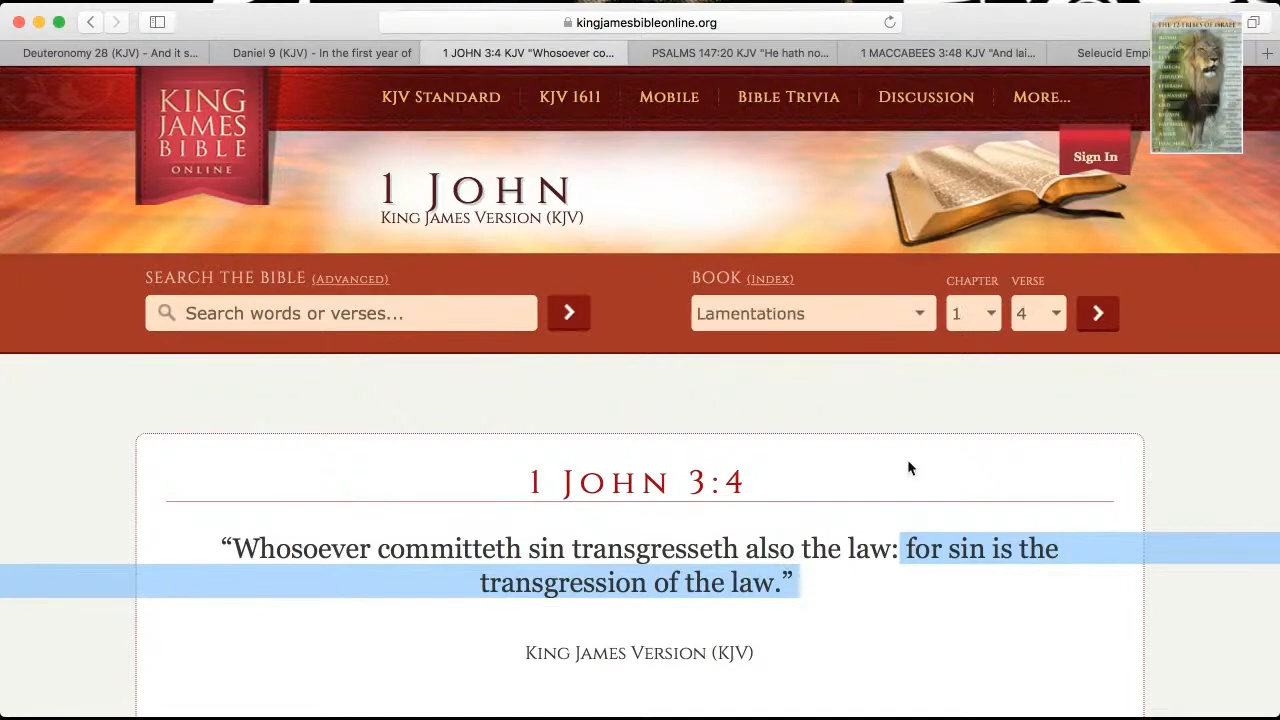 kingjamesbibleonline.org
Deuteronomy 28 (KJV) - And it s...
Daniel 9 (KJV) - In the first year of
1 JOHN 3:4 KJV "Whosoever co...
PSALMS 147:20 KJV "He hath no...
1 MACCABEES 3:48 KJV "And lai...
Seleucid Emp
THE 12 TRIBES OF ISRAEL
KING
JAMES
BIBLE
ONLINE
KJV STANDARD
KJV 1611
MOBILE
BIBLE TRIVIA
DISCUSSION
MORE...
Sign In
1 JOHN
KING JAMES VERSION (KJV)
SEARCH THE BIBLE (ADVANCED)
BOOK (INDEX)
CHAPTER
VERSE
Search words or verses...
Lamentations
1
4
1 JOHN 3:4
“Whosoever committeth sin transgresseth also the law: for sin is the
transgression of the law.”
KING JAMES VERSION (KJV)